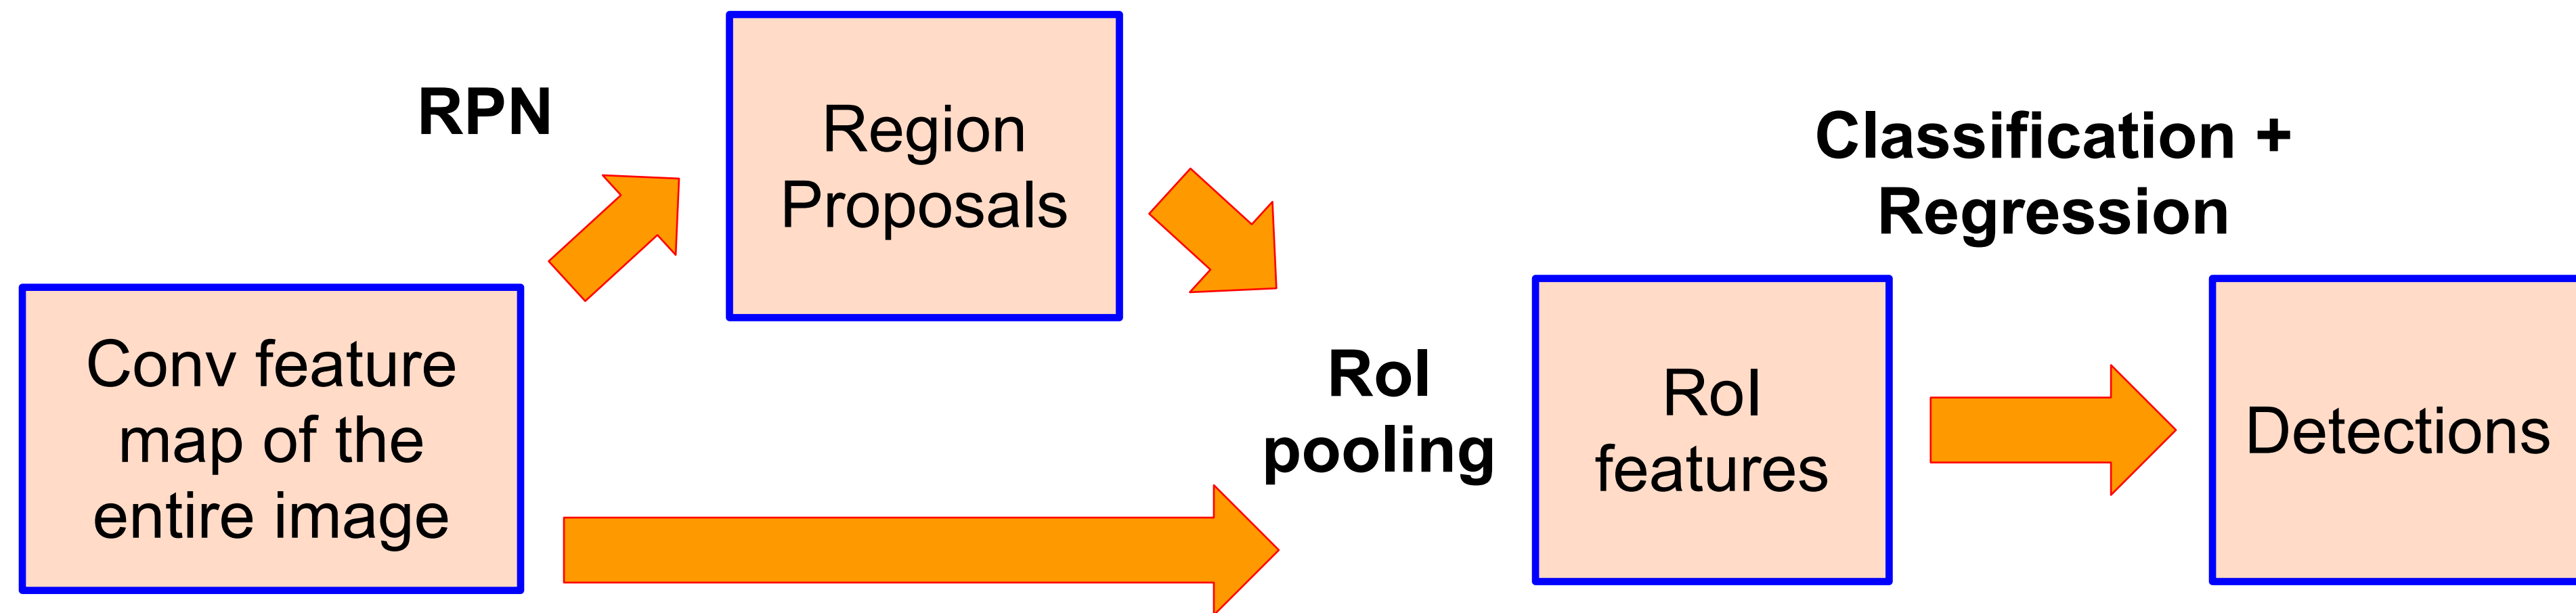 RPN
Region
Proposals
Conv feature
map of the
entire image
RoI
pooling
RoI
features
Classification +
Regression
Detections